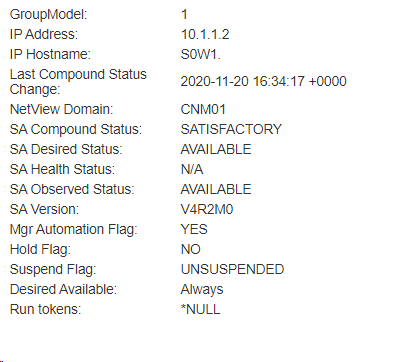 GroupModel: 1
IP Address: 10.1.1.2
IP Hostname: S0W1.
Last Compound Status
Change: 2020-11-20 16:34:17 +0000
NetView Domain: CNM01
SA Compound Status: SATISFACTORY
SA Desired Status: AVAILABLE
SA Health Status: N/A
SA Observed Status: AVAILABLE
SA Version: V4R2M0
Mgr Automation Flag: YES
Hold Flag: NO
Suspend Flag: UNSUSPENDED
Desired Available: Always
Run tokens: *NULL